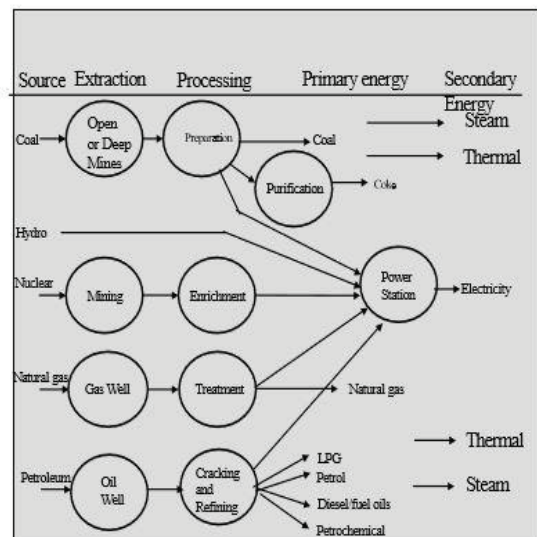 Source Extraction Processing Primary energy Secondary
Energy
Steam
Thermal
Coal
Open
or Deep
Mines
Preparation
Coal
Purification
Coke
Hydro
Nuclear
Mining
Enrichment
Power
Station
Electricity
Natural gas
Gas Well
Treatment
Natural gas
Petroleum
Oil
Well
Cracking
and
Refining
LPG
Petrol
Diesel/fuel oils
Petrochemical
Thermal
Steam